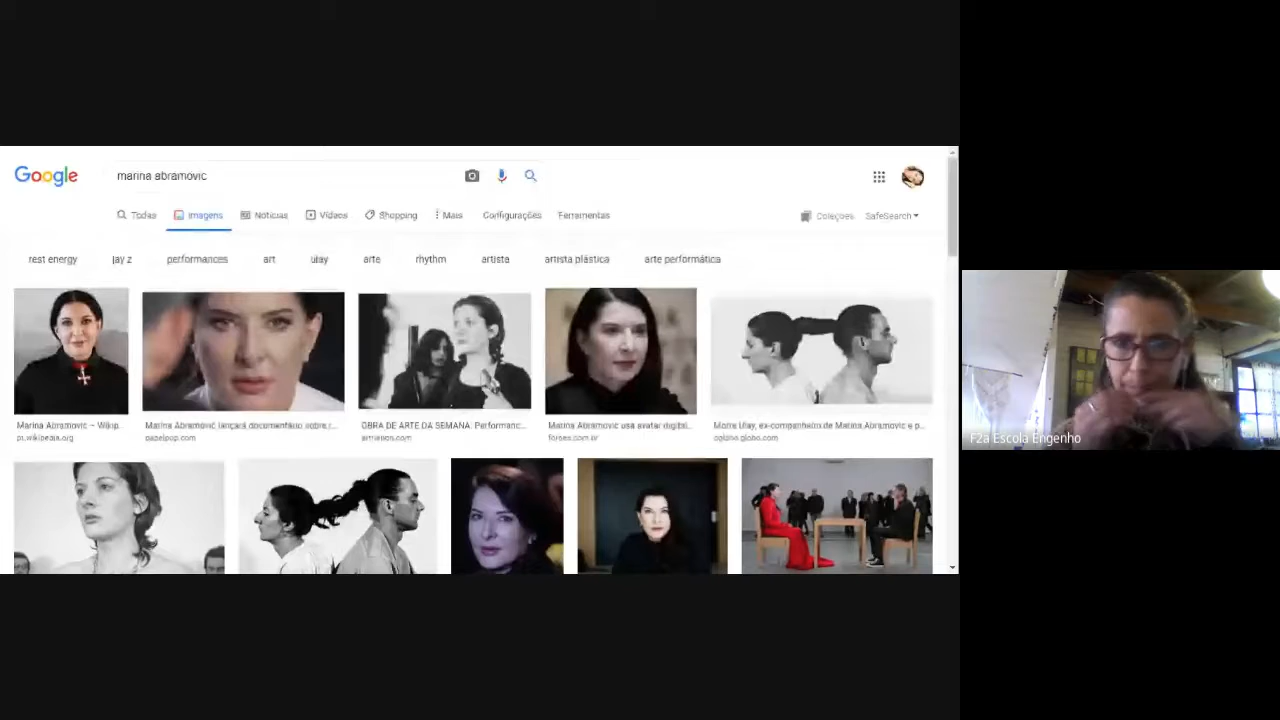 Google
marina abramovic
Todas Imagens Notícias Vídeos Shopping Mais Configurações Ferramentas Coleções SafeSearch
rest energy jay z performances art ulay arte rhythm artista artista plástica arte performática
Marina Abramović – Wikip...
pt.wikipedia.org
Marina Abramović lançará documentário sobre r...
papelpop.com
OBRA DE ARTE DA SEMANA: Performanc...
artrianon.com
Marina Abramovic usa avatar digital...
forbes.com.br
Morre Ulay, ex-companheiro de Marina Abramovic e p...
oglobo.globo.com
F2a Escola Engenho